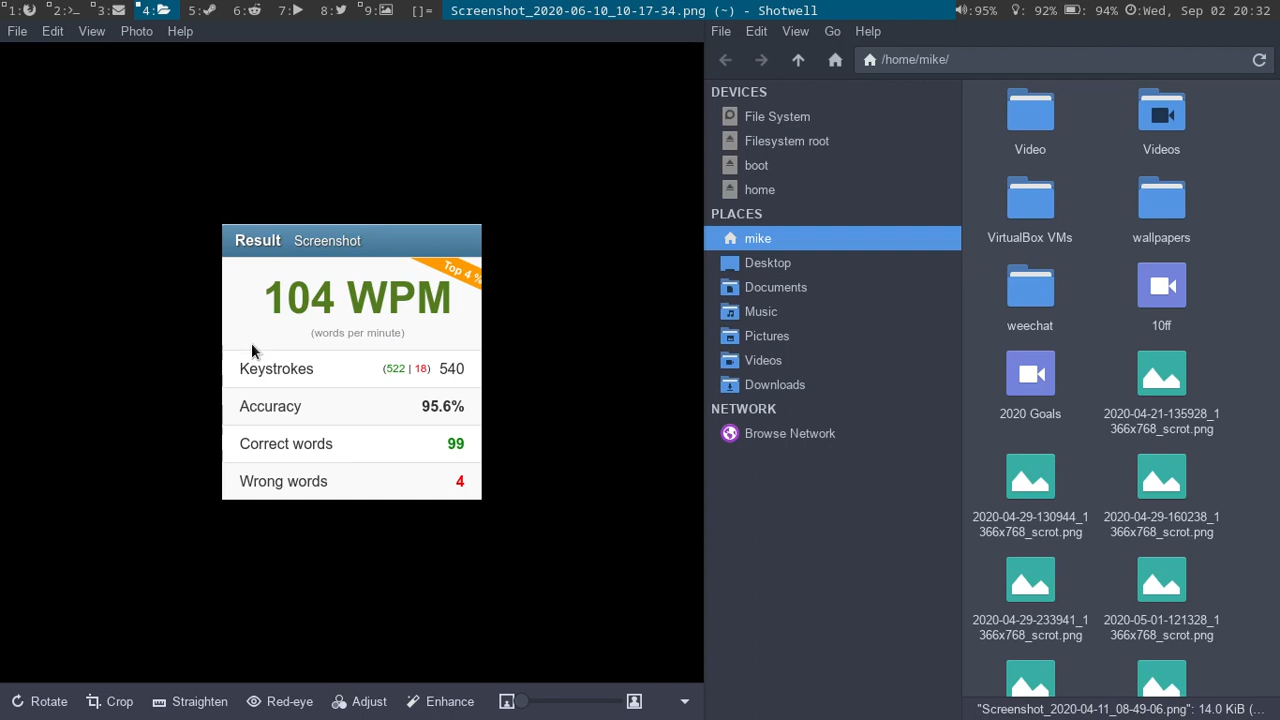 1: 2: 3: 4: 5: 6: 7: 8: 9: []= Screenshot_2020-06-10_10-17-34.png (~) - Shotwell :95% : 92% : 94% :Wed, Sep 02 20:32
File Edit View Photo Help
Result Screenshot
Top 4 %
104 WPM
(words per minute)
Keystrokes (522 | 18) 540
Accuracy 95.6%
Correct words 99
Wrong words 4
Rotate Crop Straighten Red-eye Adjust Enhance
File Edit View Go Help
/home/mike/
DEVICES
File System
Filesystem root
boot
home
PLACES
mike
Desktop
Documents
Music
Pictures
Videos
Downloads
NETWORK
Browse Network
Video Videos
VirtualBox VMs wallpapers
weechat 10ff
2020 Goals 2020-04-21-135928_1
366x768_scrot.png
2020-04-29-130944_1 2020-04-29-160238_1
366x768_scrot.png 366x768_scrot.png
2020-04-29-233941_1 2020-05-01-121328_1
366x768_scrot.png 366x768_scrot.png
"Screenshot_2020-04-11_08-49-06.png": 14.0 KiB (...